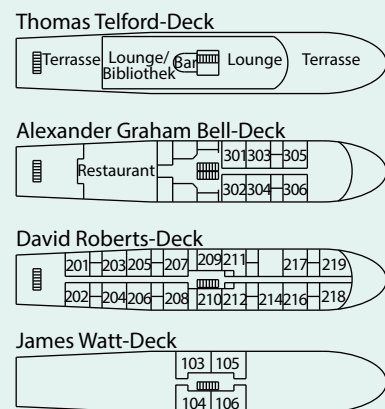 Thomas Telford-Deck
Terrasse Lounge/ Bar Lounge Terrasse
Bibliothek
Alexander Graham Bell-Deck
301 303 305
Restaurant
302 304 306
David Roberts-Deck
201 203 205 207 209 211 217 219
202 204 206 208 210 212 214 216 218
James Watt-Deck
103 105
104 106